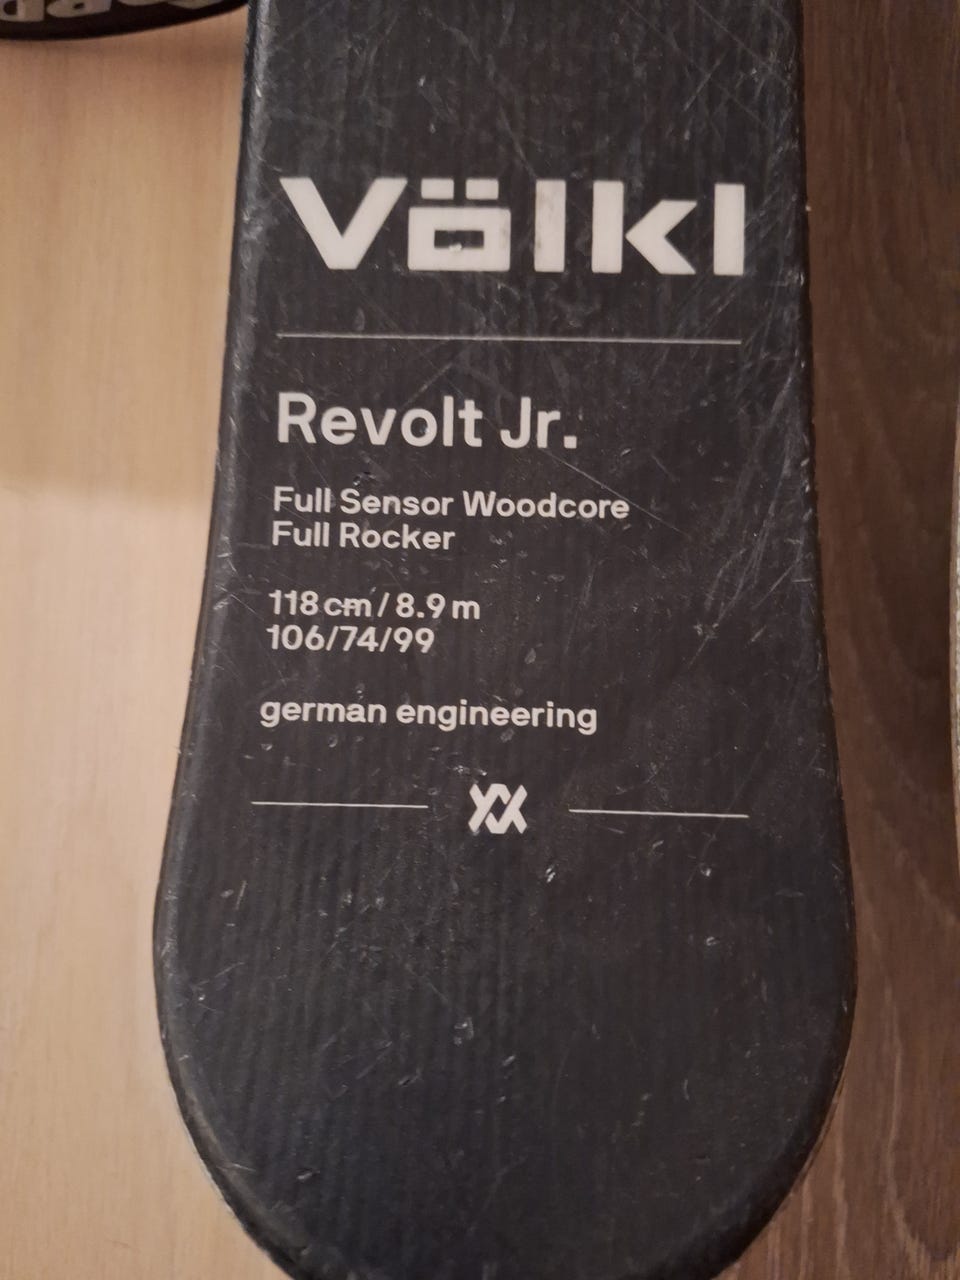 Völkl
Revolt Jr.
Full Sensor Woodcore
Full Rocker
118 cm / 8.9 m
106/74/99
german engineering